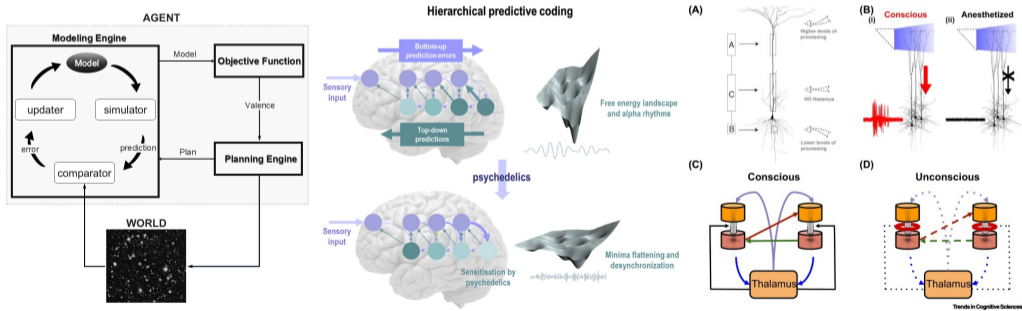 AGENT
Modeling Engine
Model
updater
simulator
error
prediction
comparator
Model
Objective Function
Valence
Plan
Planning Engine
WORLD
Hierarchical predictive coding
Bottom-up
prediction errors
Sensory
input
Top-down
predictions
Free energy landscape
and alpha rhythms
psychedelics
Sensory
input
Sensitisation by
psychedelics
Minima flattening and
desynchronization
(A)
A
C
B
Higher levels of
processing
HO thalamus
Lower levels of
processing
(B)
Conscious
Anesthetized
(i)
(ii)
(C)
Conscious
Thalamus
(D)
Unconscious
Thalamus
Trends in Cognitive Sciences